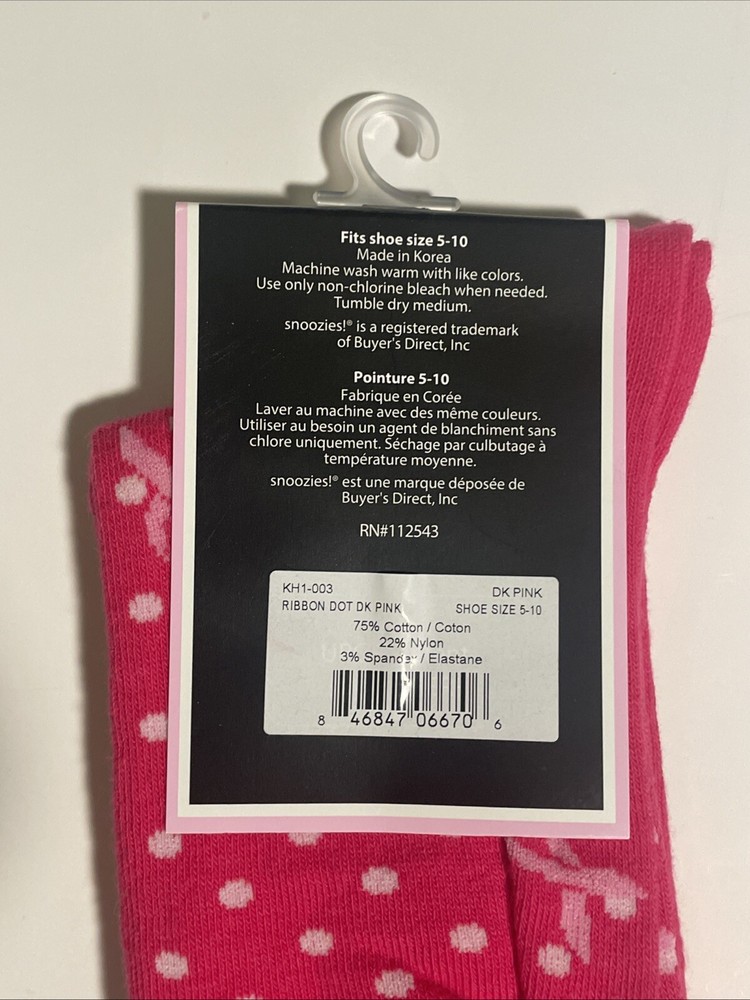 Fits shoe size 5-10
Made in Korea
Machine wash warm with like colors.
Use only non-chlorine bleach when needed.
Tumble dry medium.
snoozies!® is a registered trademark
of Buyer's Direct, Inc
Pointure 5-10
Fabrique en Corée
Laver au machine avec des même couleurs.
Utiliser au besoin un agent de blanchiment sans
chlore uniquement. Séchage par culbutage à
température moyenne.
snoozies!® est une marque déposée de
Buyer's Direct, Inc
RN#112543
KH1-003 DK PINK
RIBBON DOT DK PINK SHOE SIZE 5-10
75% Cotton / Coton
22% Nylon
3% Spandex / Elastane
8 46847 06670 6